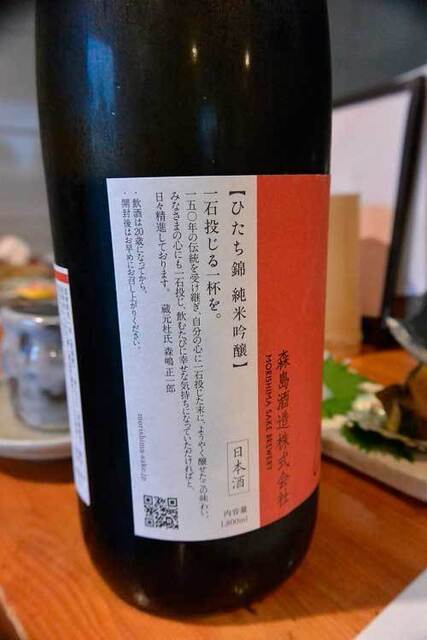 森島酒造株式会社
MORISHIMA SAKE BREWERY
【ひたち錦 純米吟醸】
日本酒
内容量
1,800ml
一石投じる一杯を。
一五〇年の伝統を受け継ぎ、自分の心に一石投じた末に、ようやく醸せたこの味わい。
みなさまの心にも一石投じ、飲むたびに幸せな気持ちになっていただければと、
日々精進しております。 蔵元杜氏 森嶋 正一郎
・飲酒は20歳になってから。
・開封後はお早めにお召し上がりください。
morishima-sake.jp